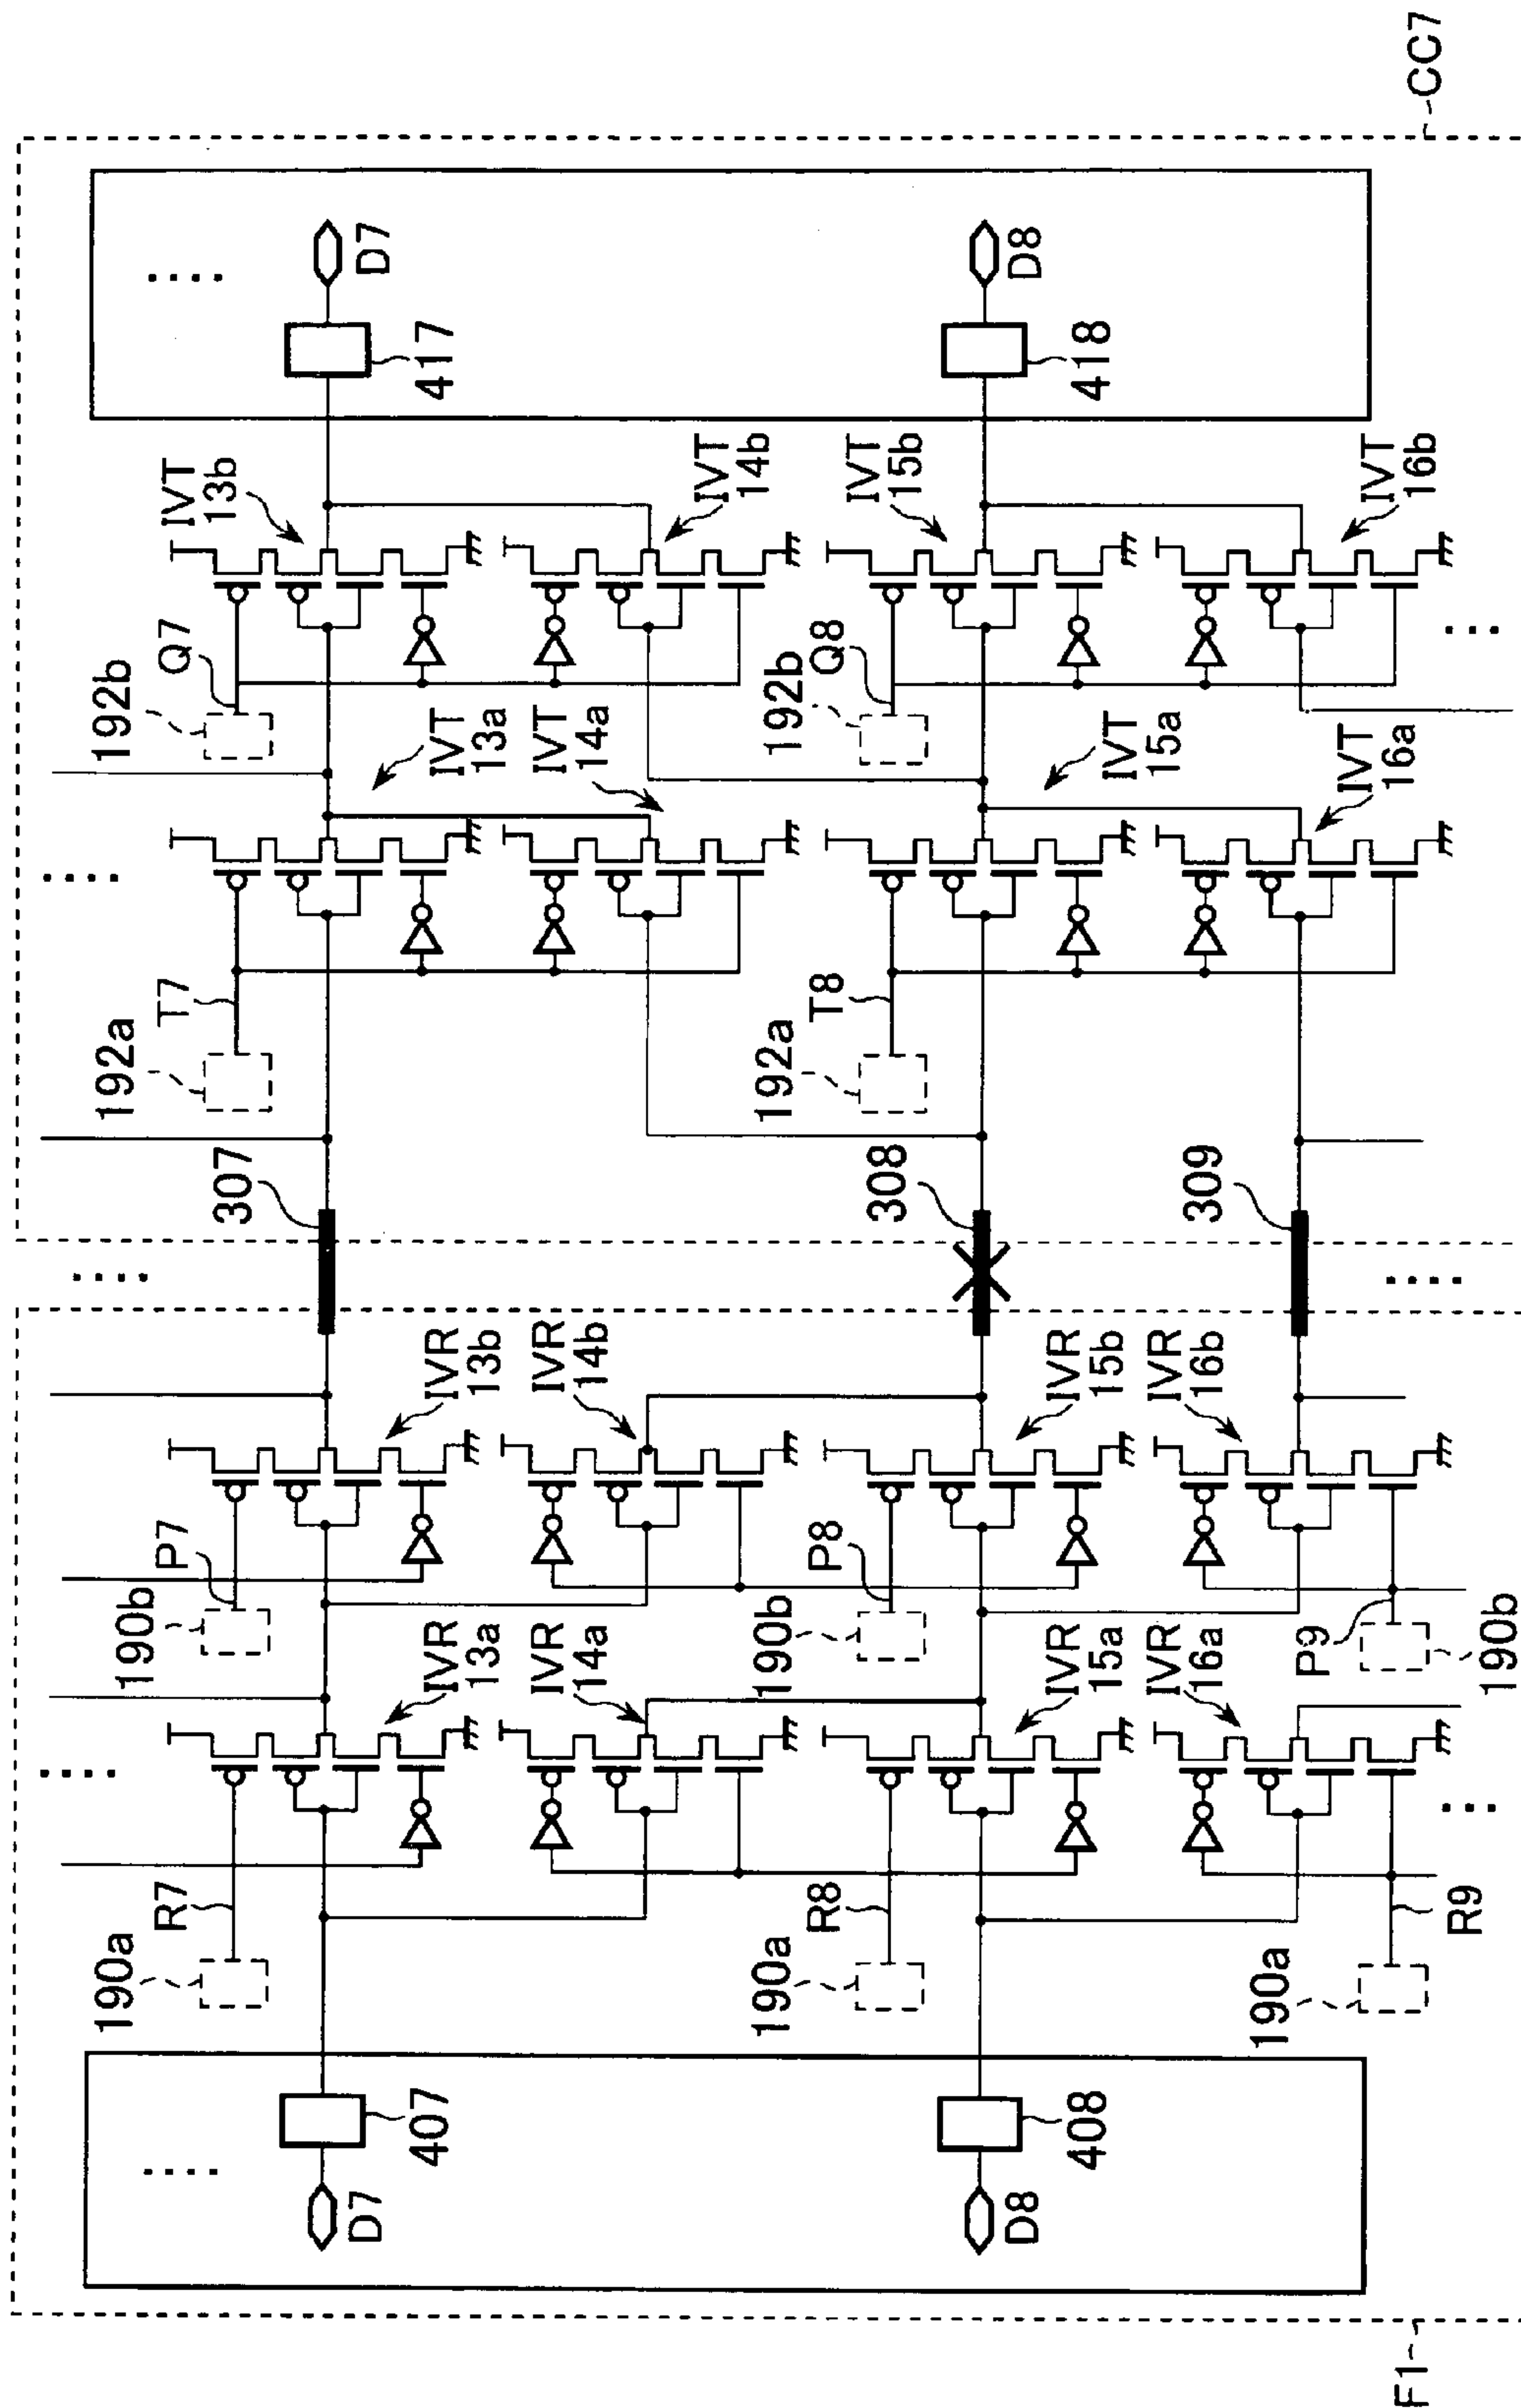 CC7
D7
D8
417
418
IVT
13b
IVT
14b
IVT
15b
IVT
16b
Q7
192b
Q8
192b
IVT
13a
IVT
14a
IVT
15a
IVT
16a
T7
192a
T8
192a
307
308
309
IVR
13b
IVR
14b
IVR
15b
IVR
16b
P7
190b
P8
190b
P9
190b
IVR
13a
IVR
14a
IVR
15a
IVR
16a
R7
190a
R8
190a
R9
190a
407
408
D7
D8
F1